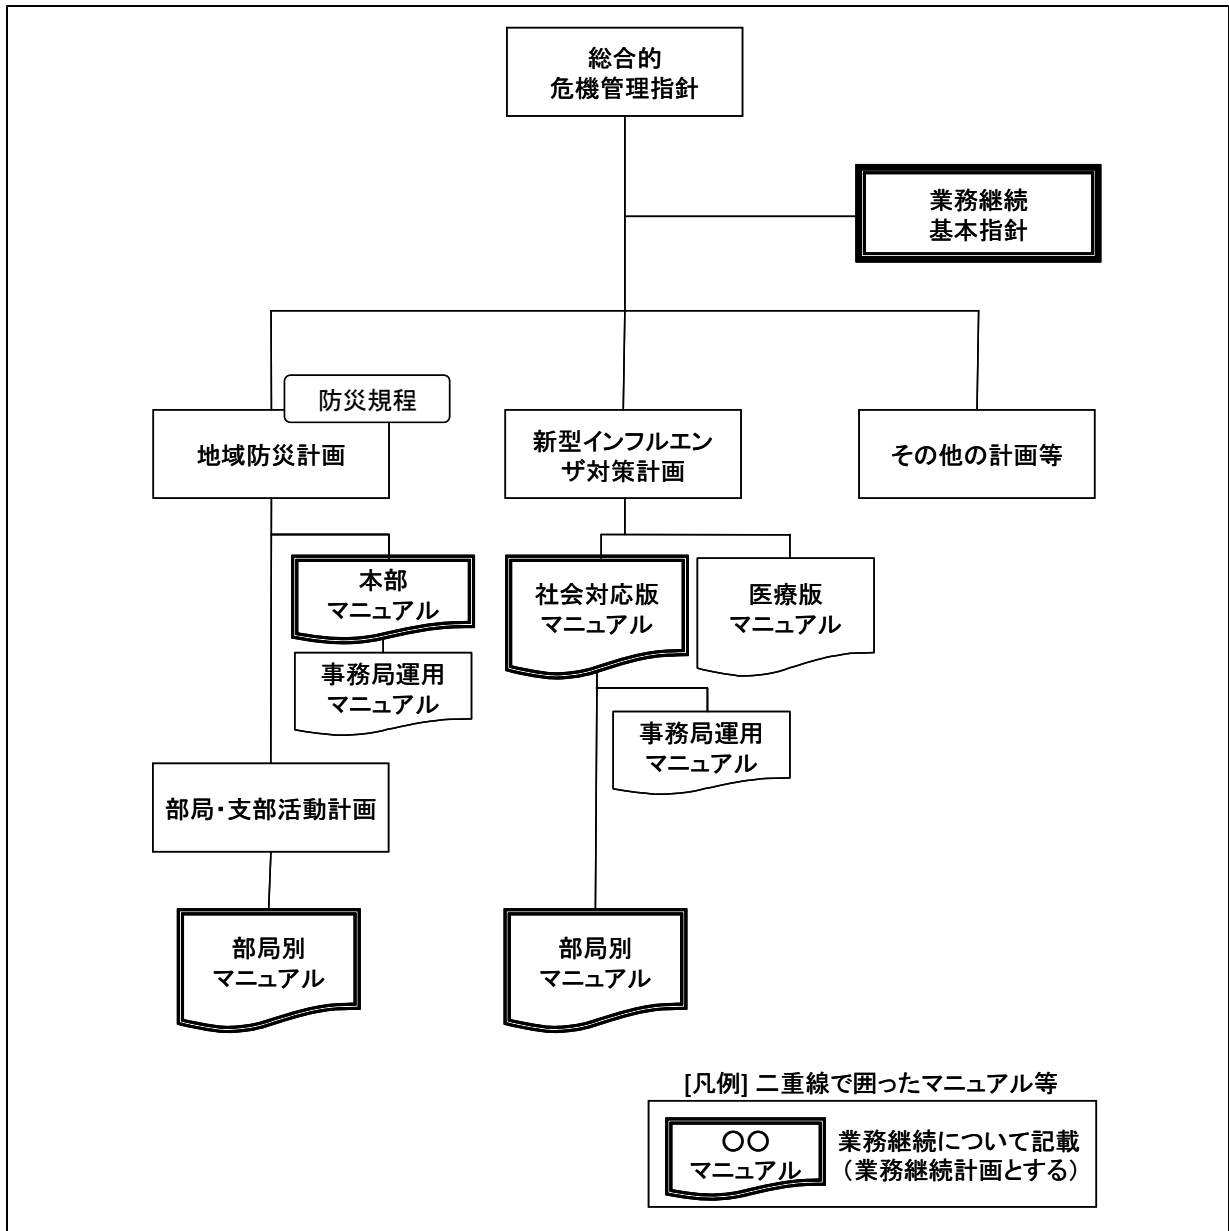 総合的
危機管理指針
業務継続
基本指針
防災規程
地域防災計画
新型インフルエン
ザ対策計画
その他の計画等
本部
マニュアル
社会対応版
マニュアル
医療版
マニュアル
事務局運用
マニュアル
事務局運用
マニュアル
部局・支部活動計画
部局別
マニュアル
部局別
マニュアル
[凡例] 二重線で囲ったマニュアル等
〇〇
マニュアル
業務継続について記載
（業務継続計画とする）